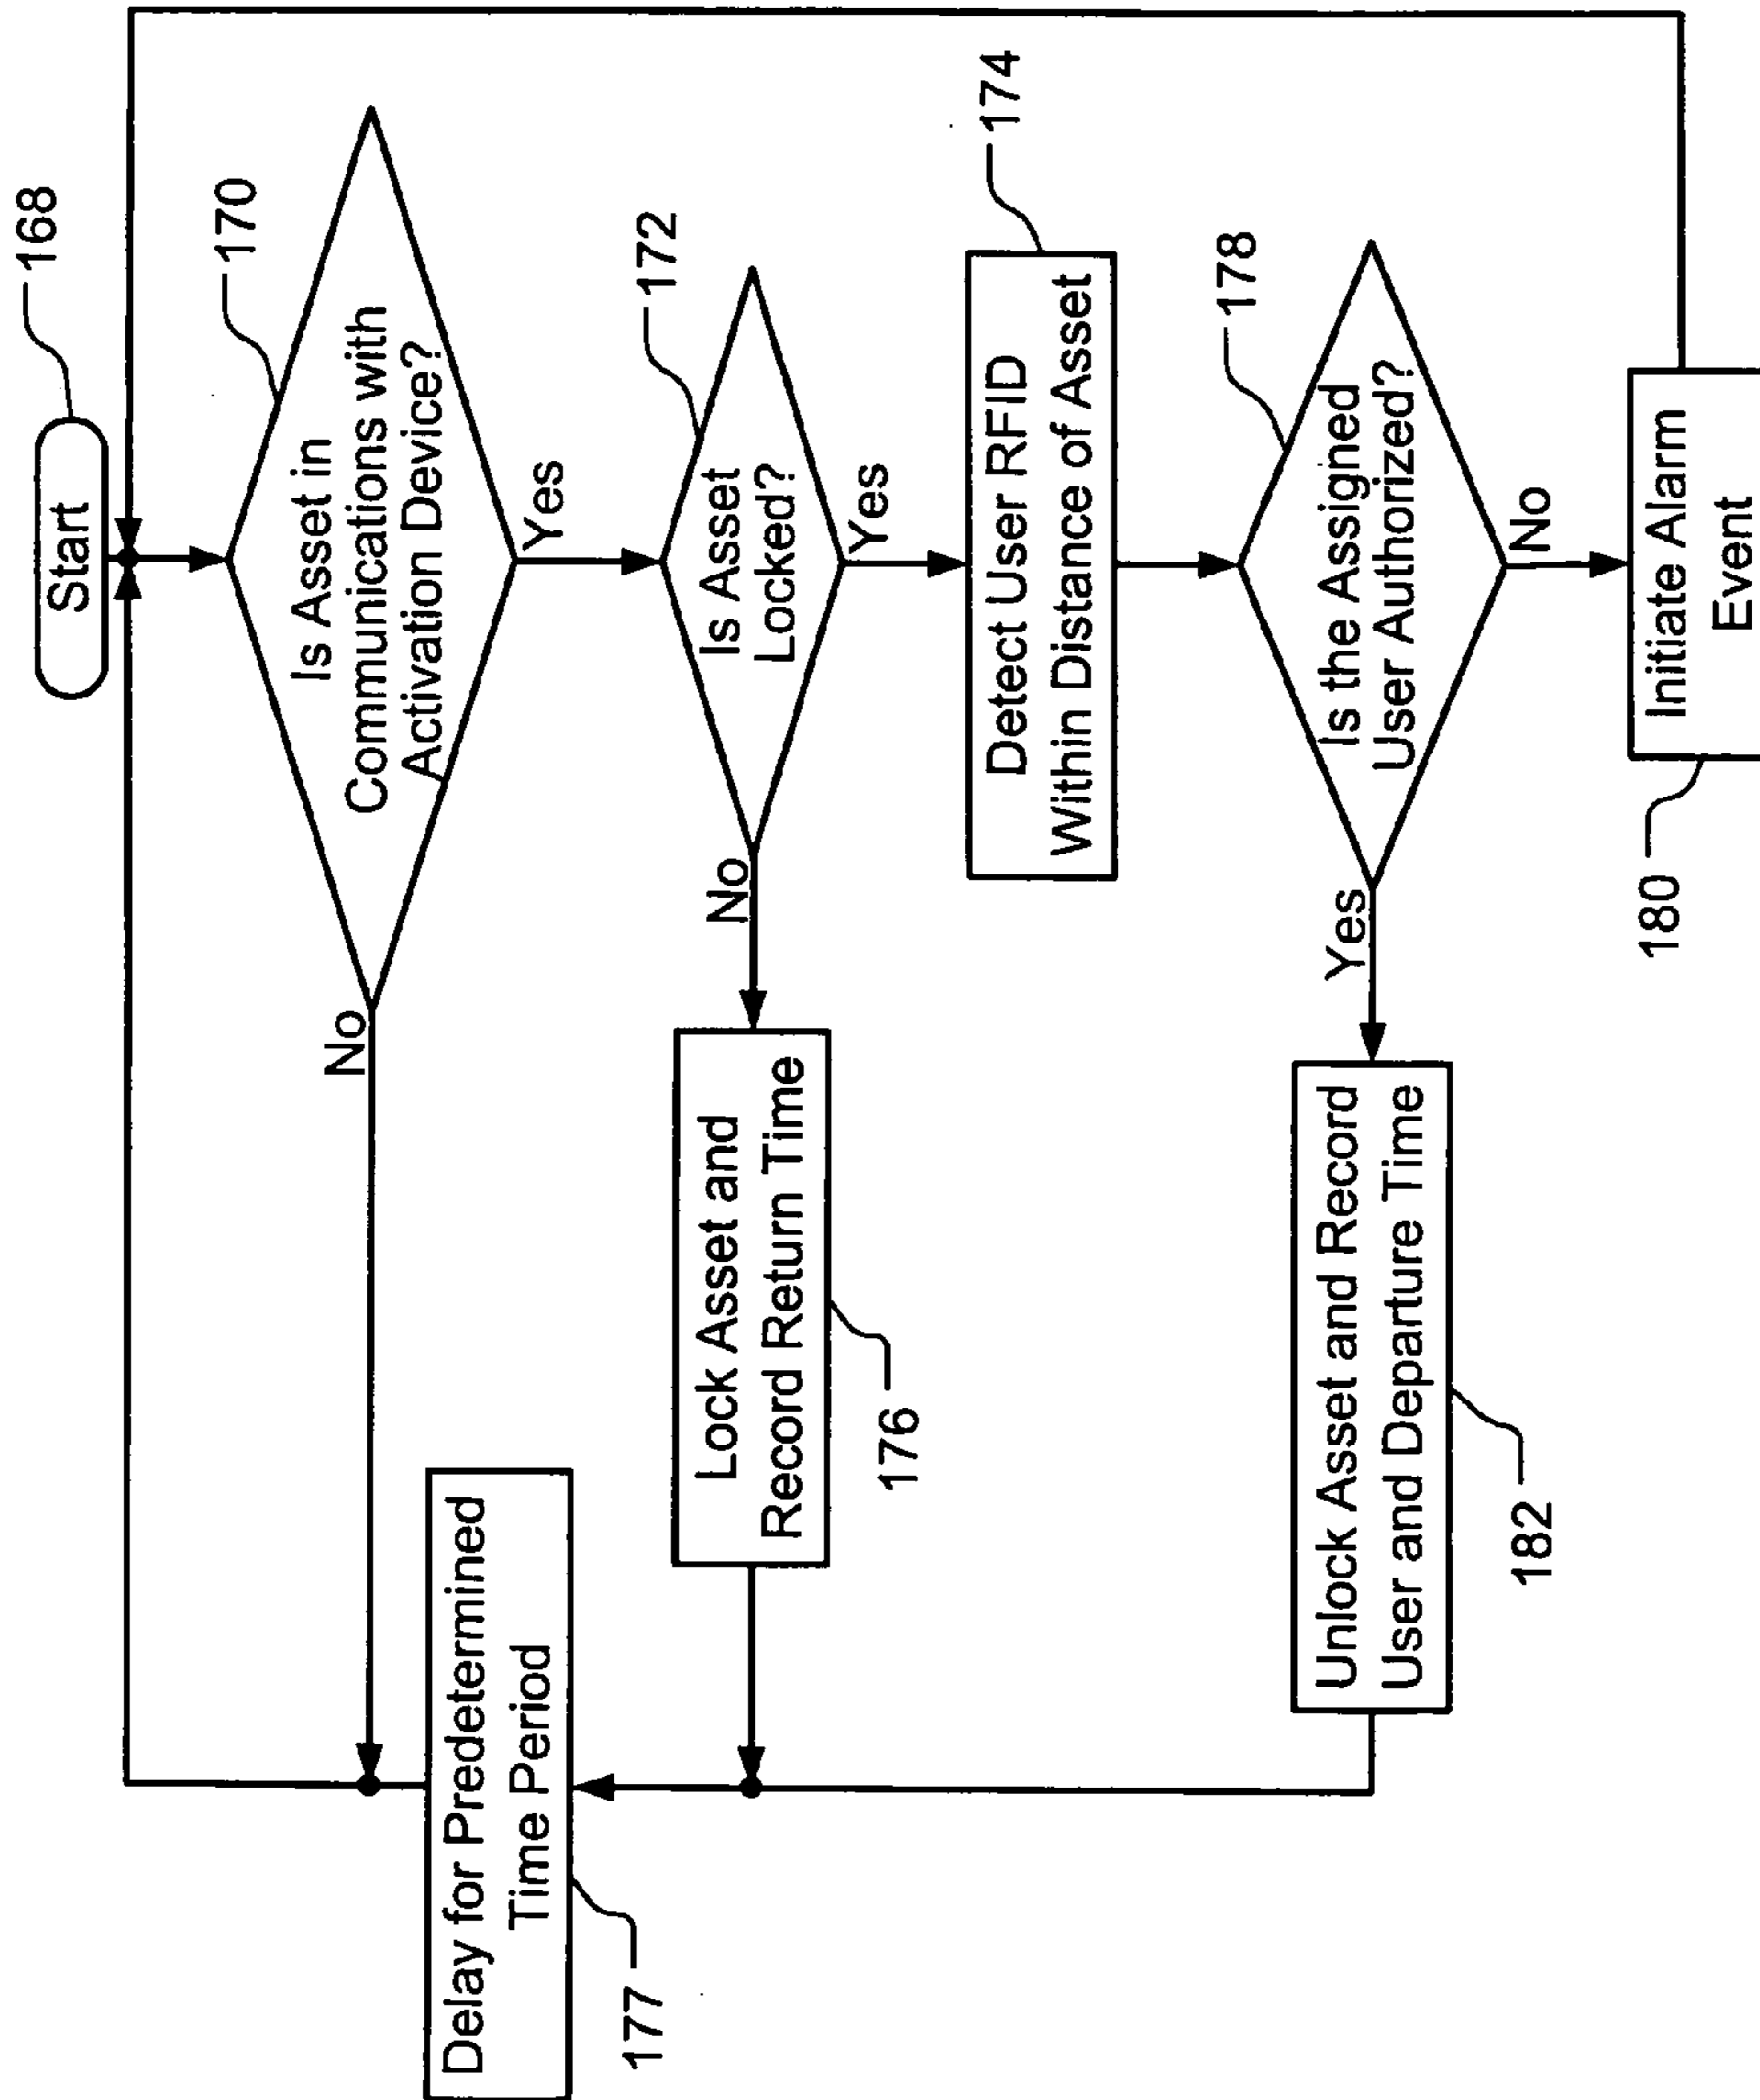 Start
168
Is Asset in
Communications with
Activation Device?
170
No
Yes
Is Asset
Locked?
172
No
Yes
Delay for Predetermined
Time Period
177
Lock Asset and
Record Return Time
176
Detect User RFID
Within Distance of Asset
174
Is the Assigned
User Authorized?
178
Yes
No
Unlock Asset and Record
User and Departure Time
182
Initiate Alarm
Event
180